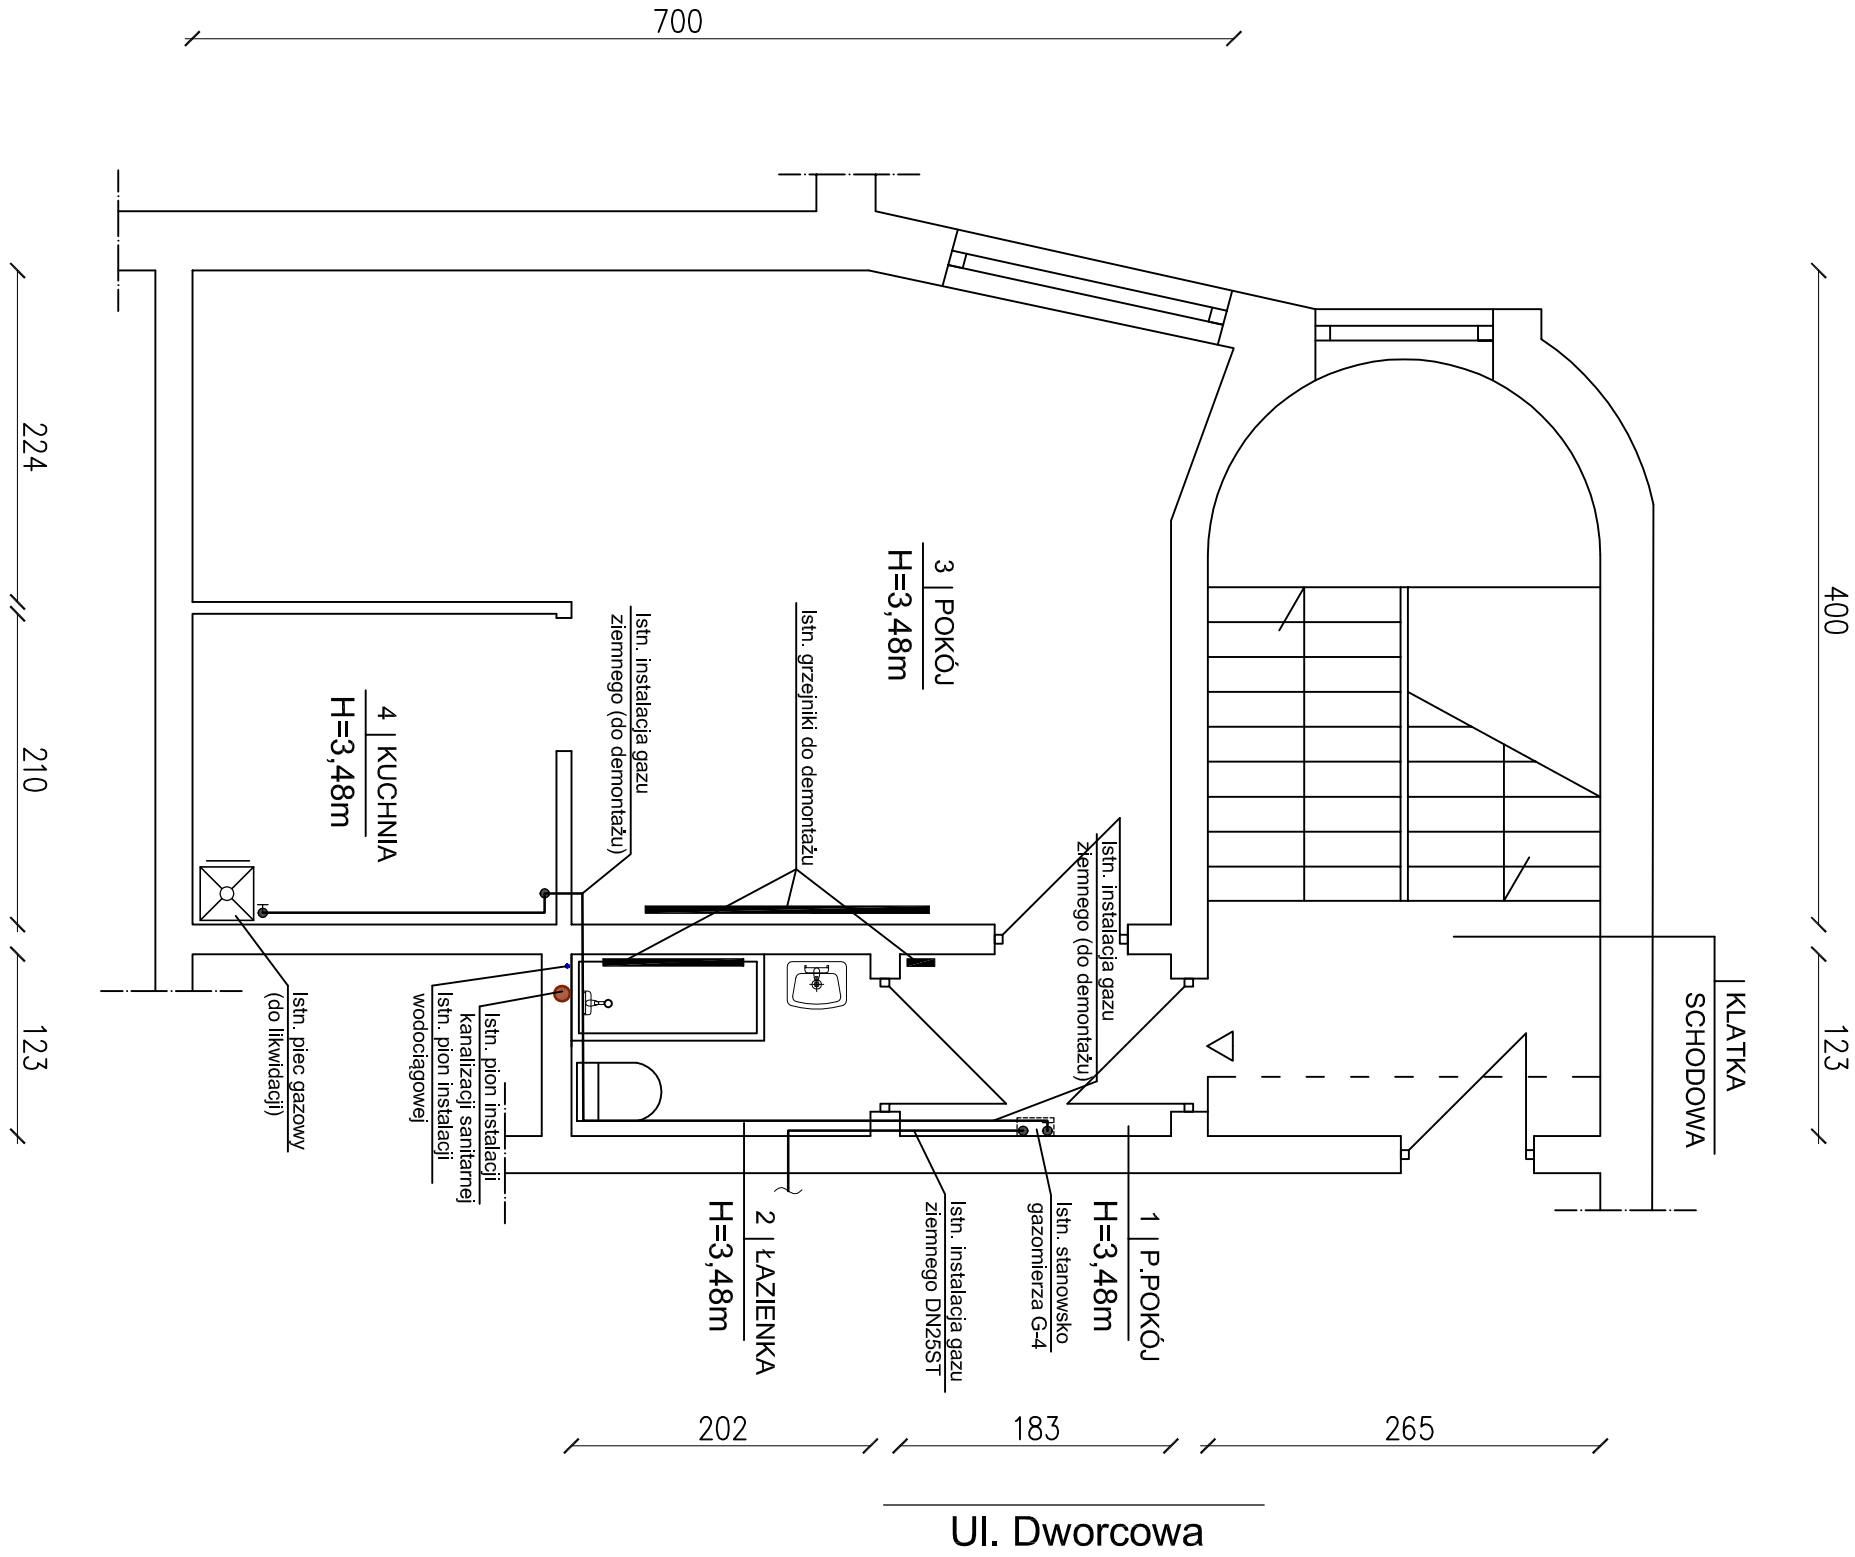 700
224
210
123
400
123
3 | POKÓJ
H=3,48m
4 | KUCHNIA
H=3,48m
Istn. instalacja gazu
ziemnego (do demontażu)
Istn. grzejniki do demontażu
Istn. instalacja gazu
ziemnego (do demontażu)
KLATKA
SCHODOWA
Istn. piec gazowy
(do likwidacji)
Istn. pion instalacji
wodociągowej
Istn. pion instalacji
kanalizacji sanitarnej
2 | ŁAZIENKA
H=3,48m
Istn. instalacja gazu
ziemnego DN25ST
Istn. stanowsko
gazomierza G-4
1 | P.POKÓJ
H=3,48m
202
183
265
Ul. Dworcowa